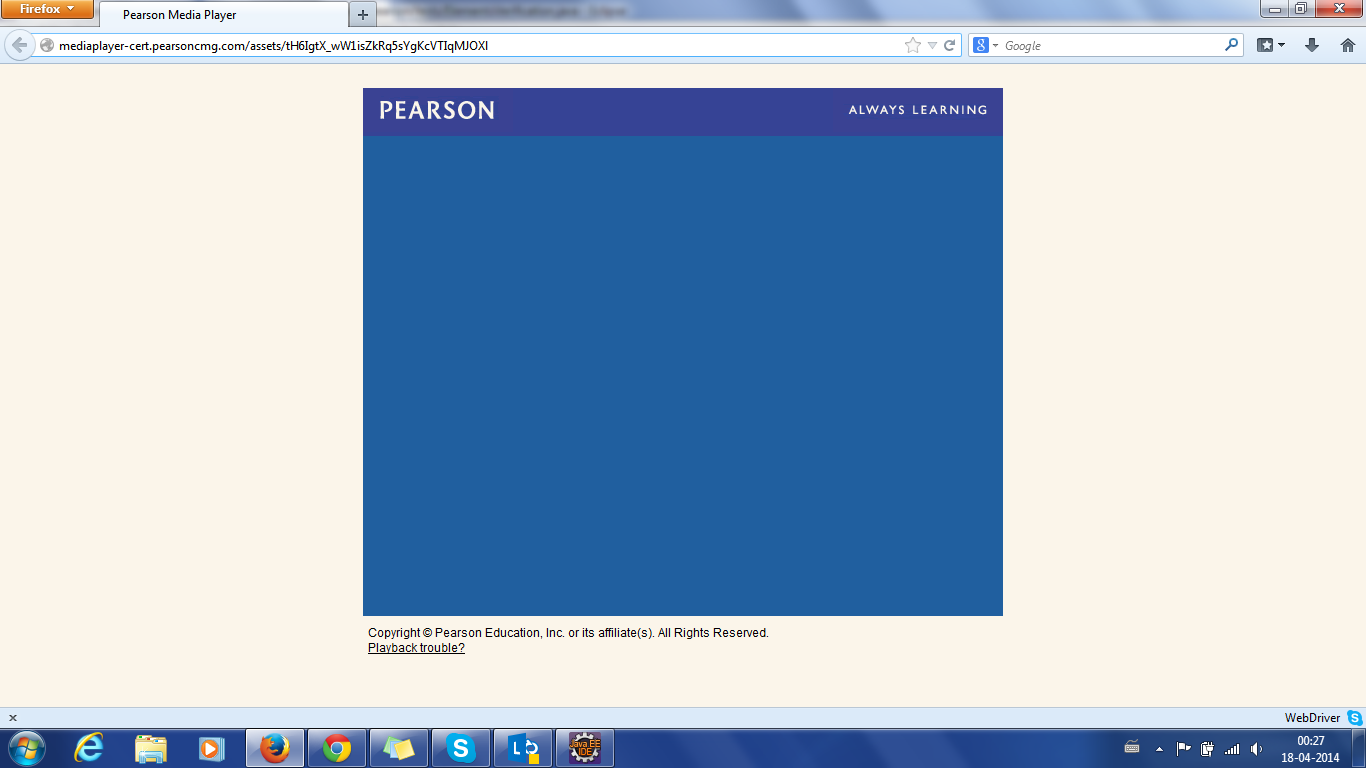 Firefox
Pearson Media Player
mediaplayer-cert.pearsoncmg.com/assets/tH6IgtX_wW1isZkRq5sYgKcVTIqMJOXl
Google
PEARSON
ALWAYS LEARNING
Copyright © Pearson Education, Inc. or its affiliate(s). All Rights Reserved.
Playback trouble?
WebDriver
Java EE
IDE
00:27
18-04-2014